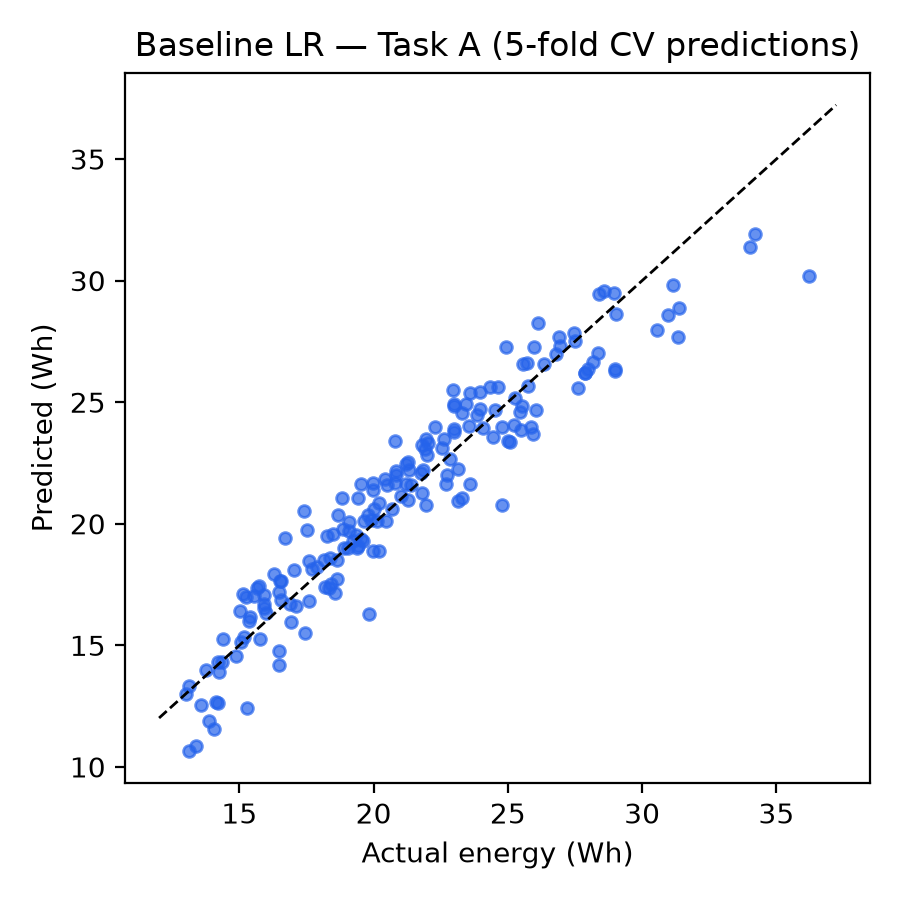 Baseline LR — Task A (5-fold CV predictions)
Predicted (Wh)
35
30
25
20
15
10
15 20 25 30 35
Actual energy (Wh)